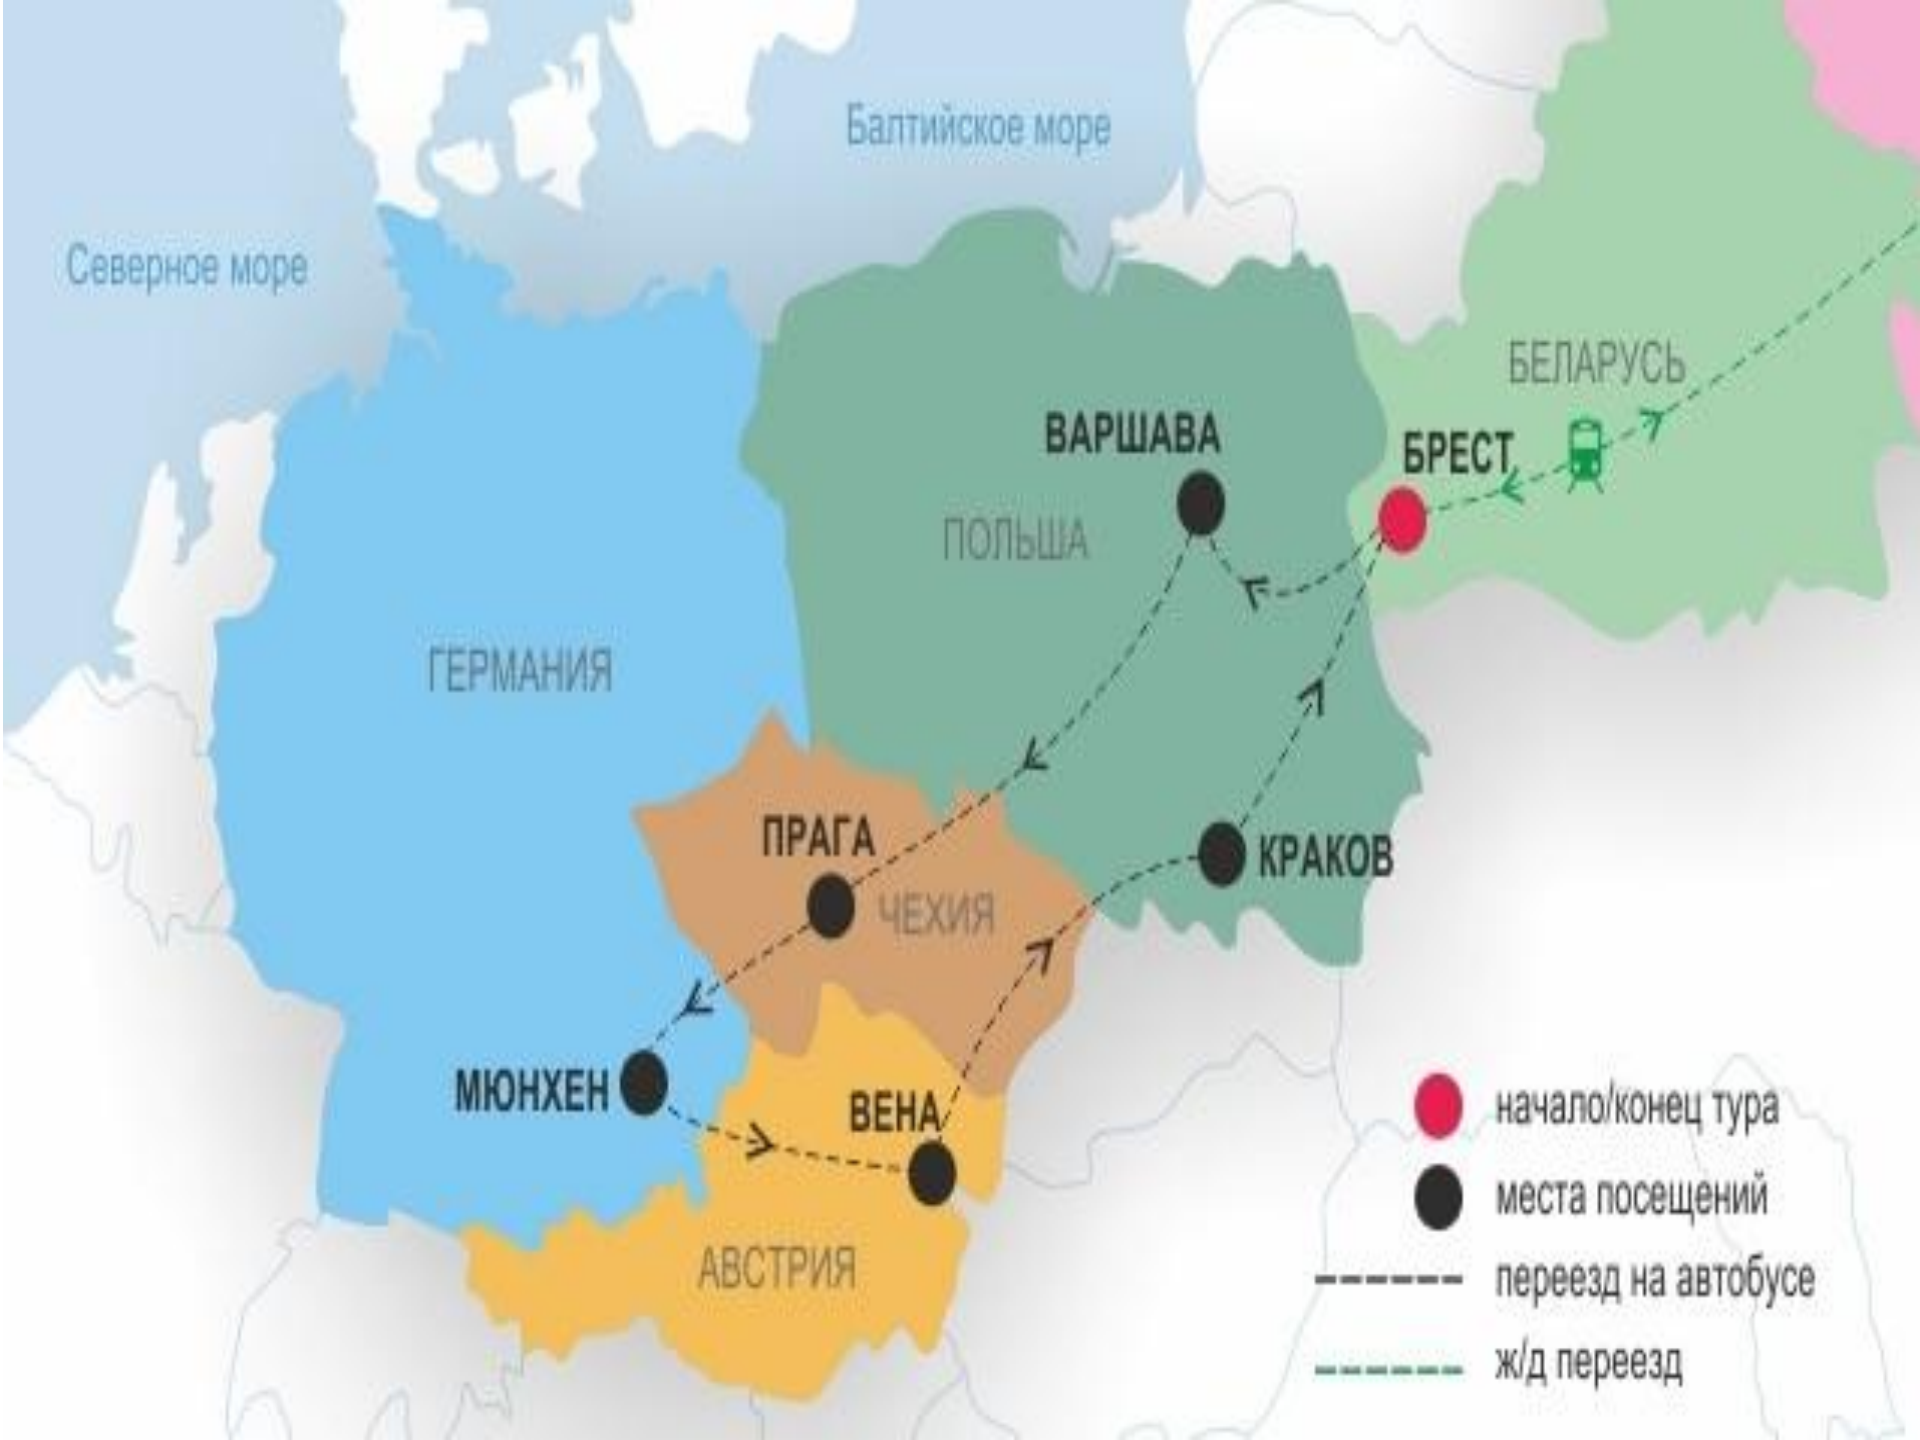 Балтийское море
Северное море
БЕЛАРУСЬ
ВАРШАВА
БРЕСТ
ПОЛЬША
ГЕРМАНИЯ
ПРАГА
КРАКОВ
ЧЕХИЯ
МЮНХЕН
ВЕНА
АВСТРИЯ
начало/конец тура
места посещений
переезд на автобусе
ж/д переезд